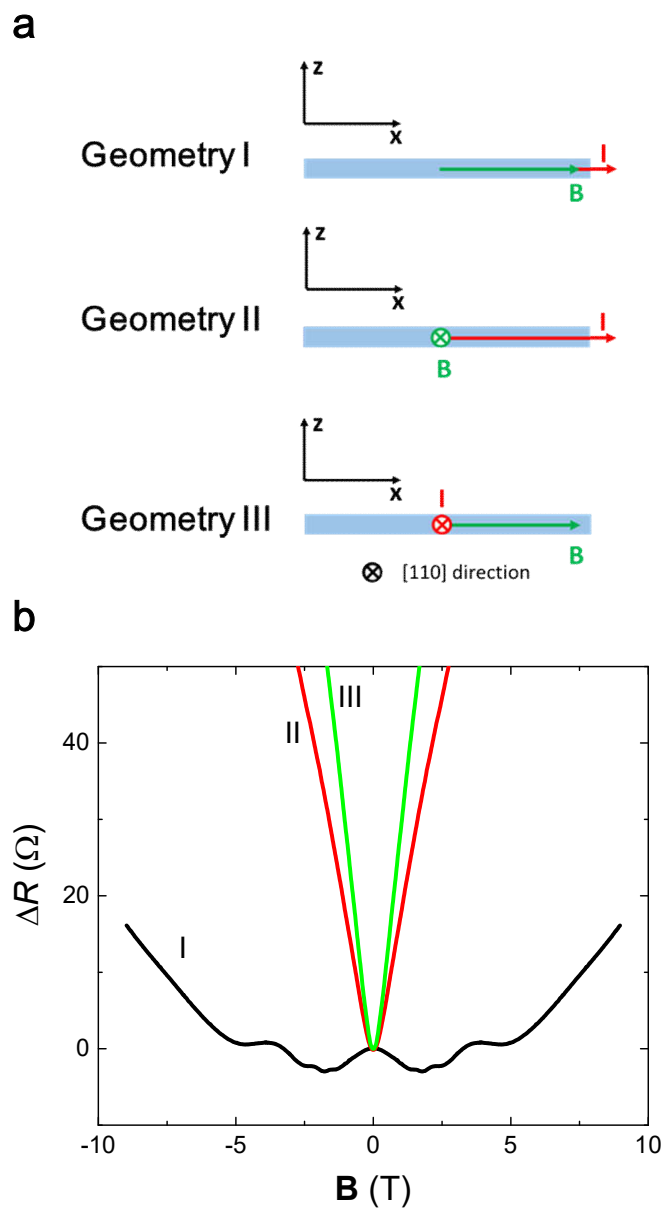 a
z
x
Geometry I
I
B
z
x
Geometry II
I
B
z
x
I
Geometry III
B
[110] direction
b
III
II
I
40
20
0
ΔR (Ω)
-10 -5 0 5 10
B (T)